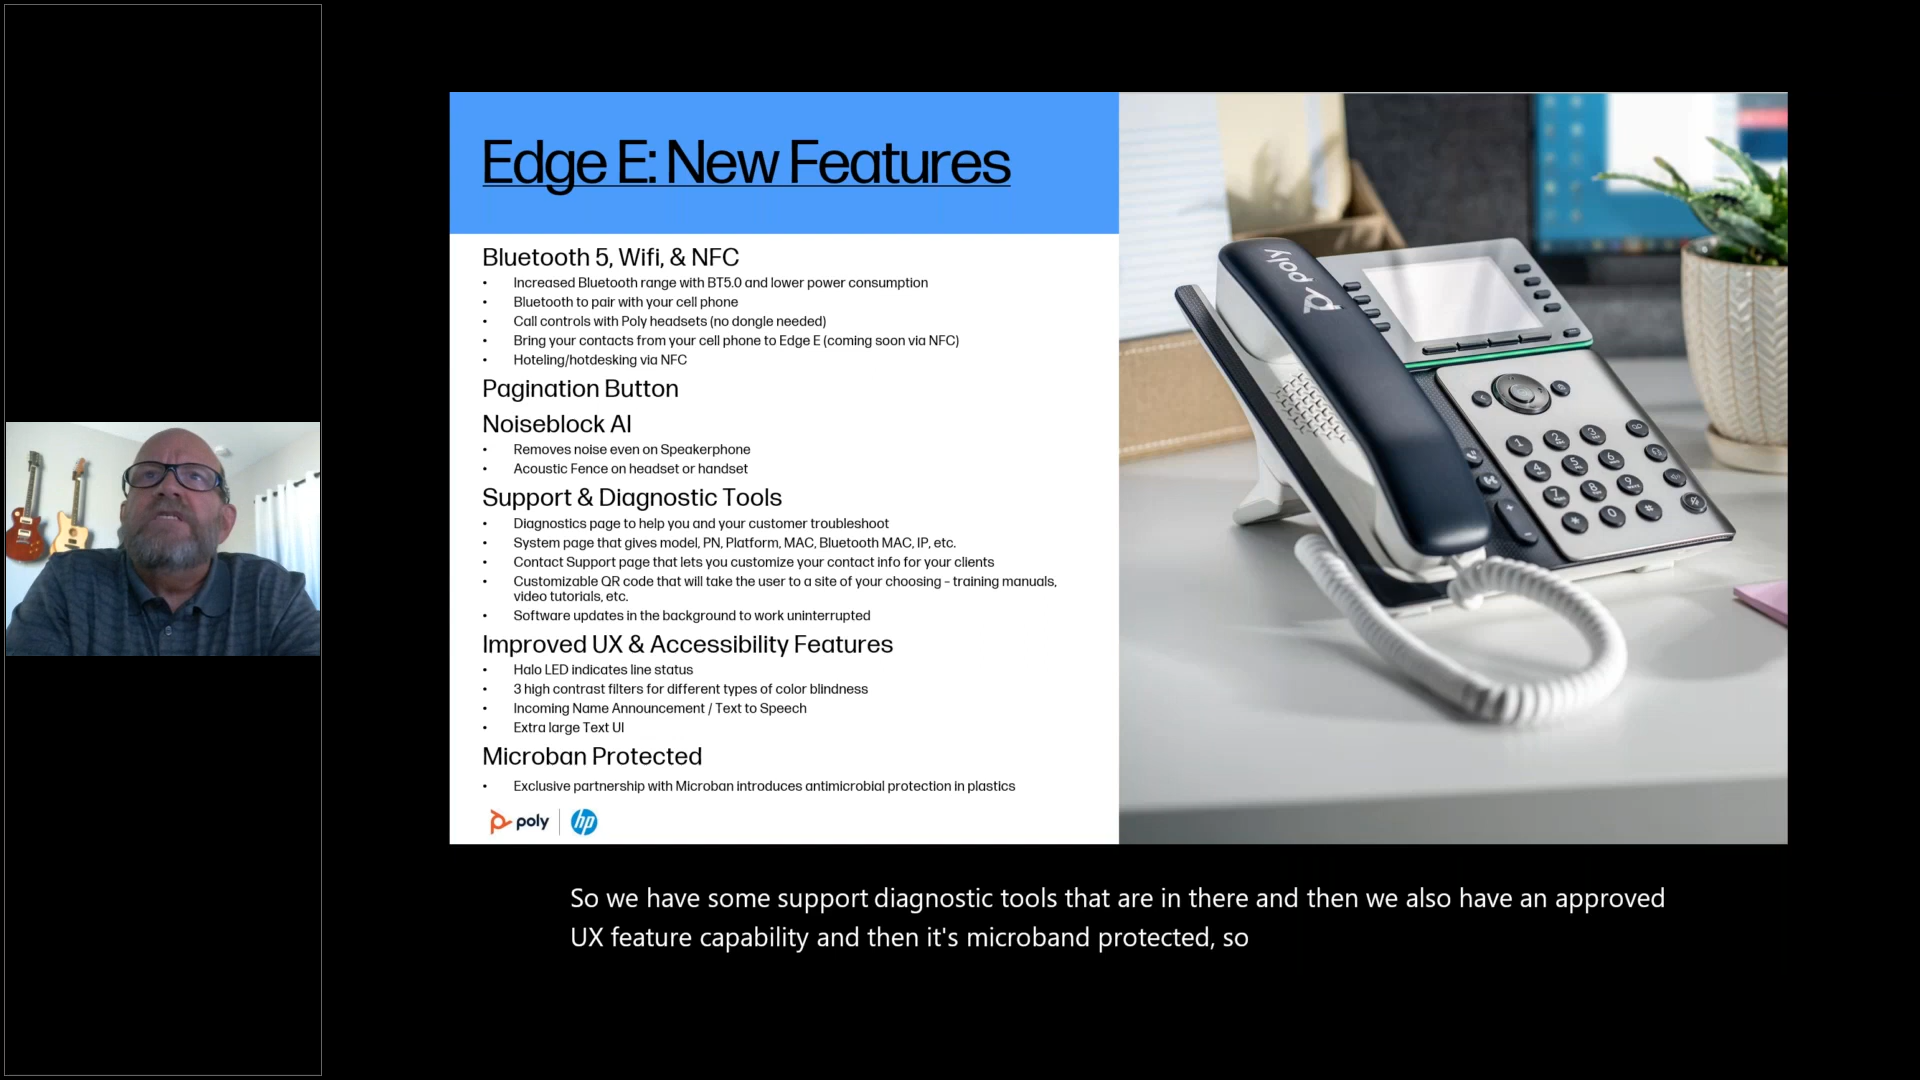 Edge E: New Features
Bluetooth 5, Wifi, & NFC
• Increased Bluetooth range with BT5.0 and lower power consumption
• Bluetooth to pair with your cell phone
• Call controls with Poly headsets (no dongle needed)
• Bring your contacts from your cell phone to Edge E (coming soon via NFC)
• Hoteling/hotdesking via NFC
Pagination Button
Noiseblock AI
• Removes noise even on Speakerphone
• Acoustic Fence on headset or handset
Support & Diagnostic Tools
• Diagnostics page to help you and your customer troubleshoot
• System page that gives model, PN, Platform, MAC, Bluetooth MAC, IP, etc.
• Contact Support page that lets you customize your contact info for your clients
• Customizable QR code that will take the user to a site of your choosing – training manuals,
video tutorials, etc.
• Software updates in the background to work uninterrupted
Improved UX & Accessibility Features
• Halo LED indicates line status
• 3 high contrast filters for different types of color blindness
• Incoming Name Announcement / Text to Speech
• Extra large Text UI
Microban Protected
• Exclusive partnership with Microban introduces antimicrobial protection in plastics
poly hp
poly
1 2 3
4 5 6
7 8 9
* 0 #
So we have some support diagnostic tools that are in there and then we also have an approved
UX feature capability and then it's microband protected, so